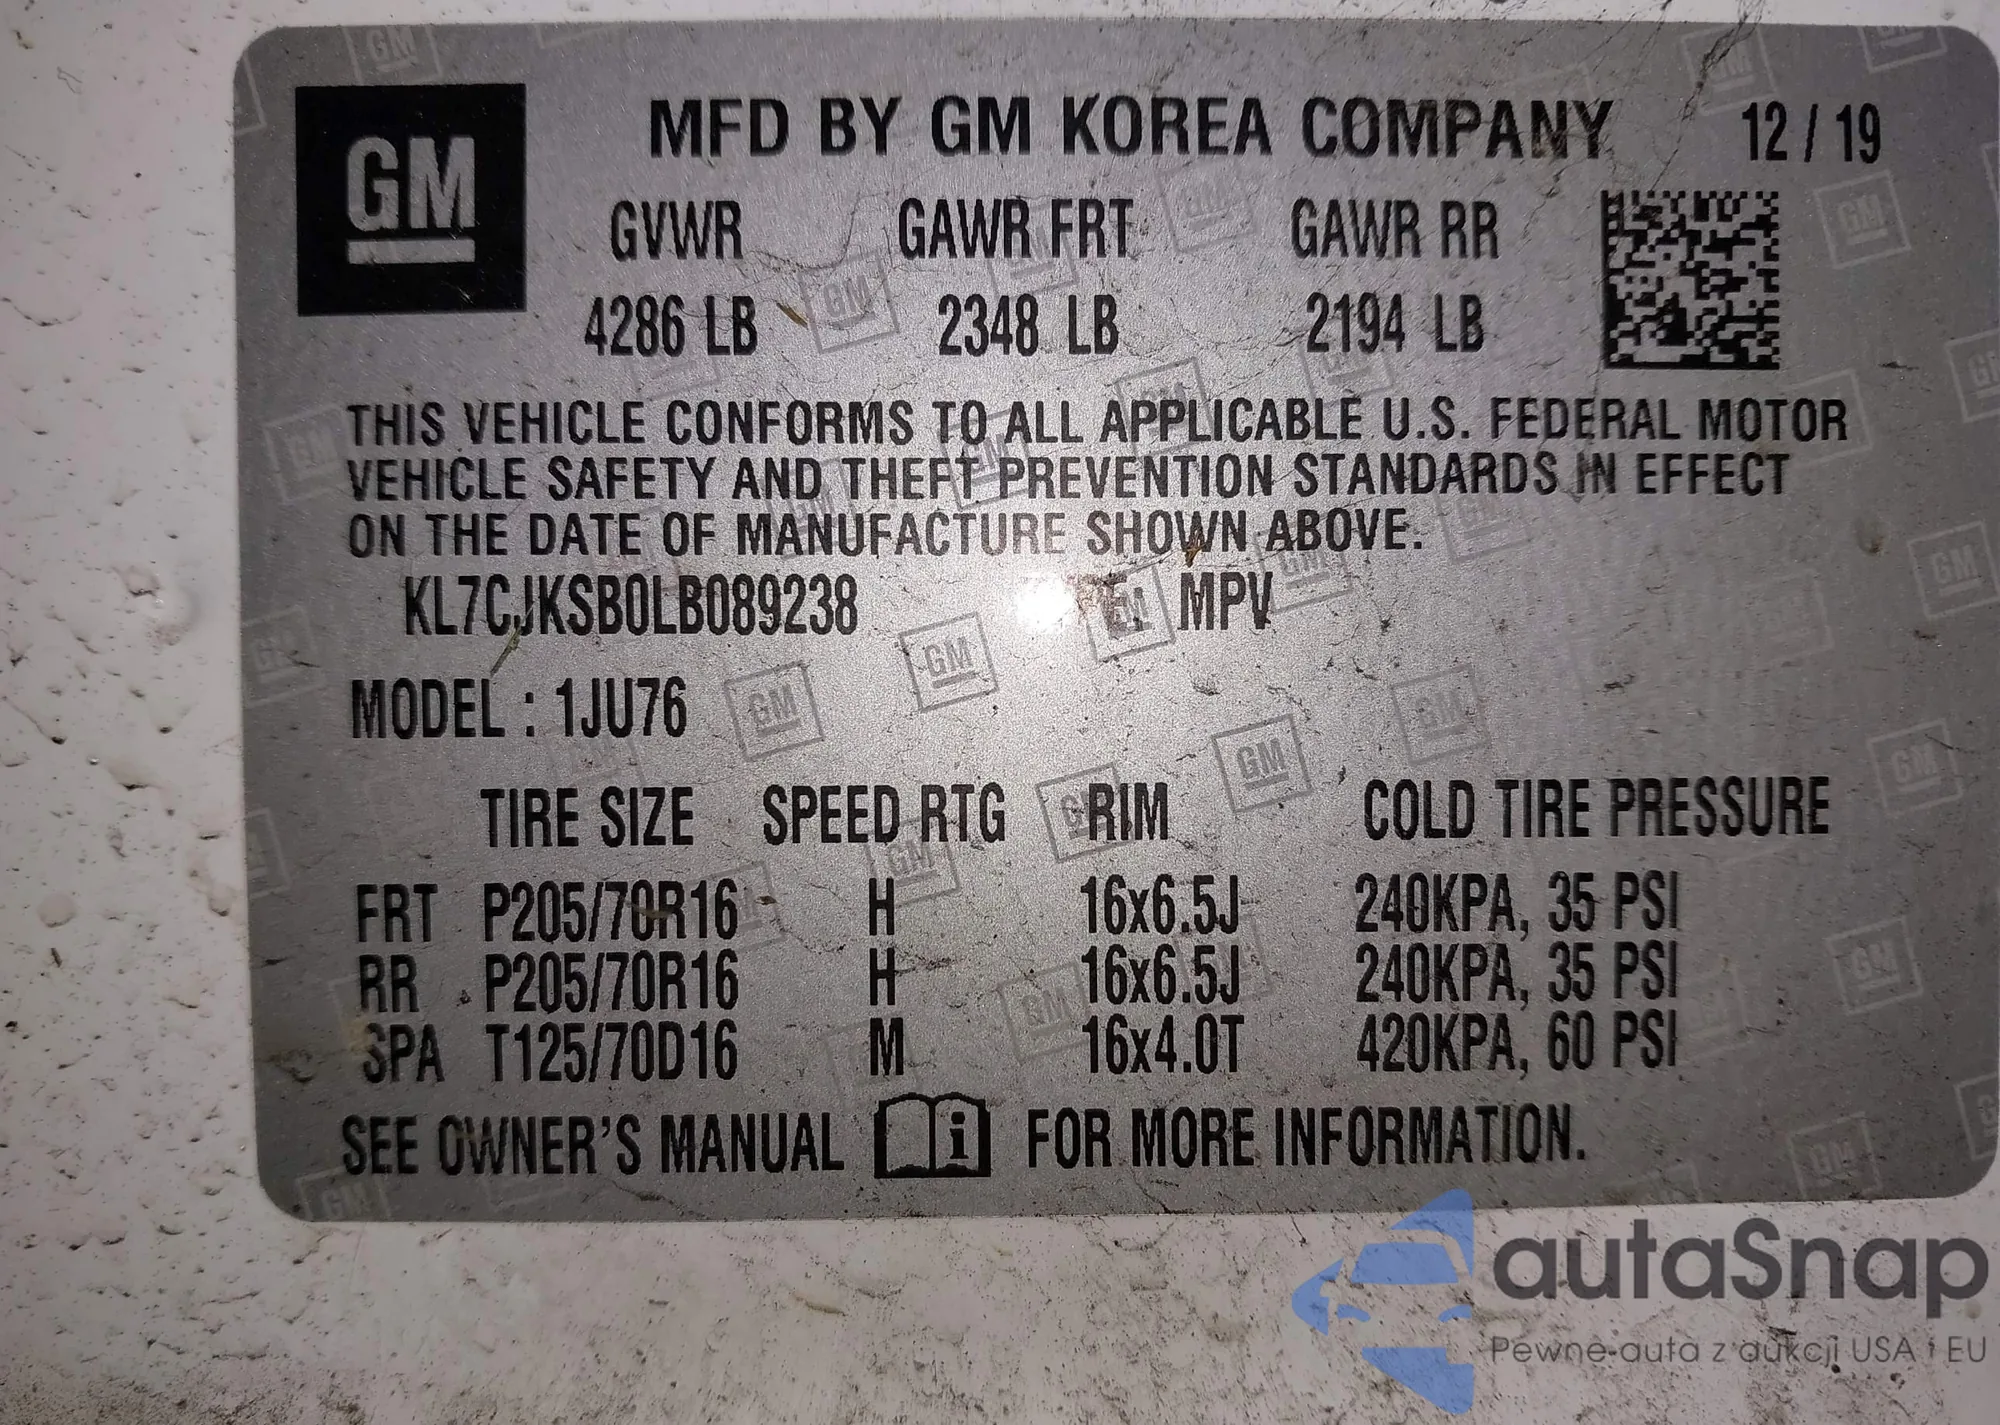 GM
MFD BY GM KOREA COMPANY 12 / 19
GVWR GAWR FRT GAWR RR
4286 LB 2348 LB 2194 LB
THIS VEHICLE CONFORMS TO ALL APPLICABLE U.S. FEDERAL MOTOR
VEHICLE SAFETY AND THEFT PREVENTION STANDARDS IN EFFECT
ON THE DATE OF MANUFACTURE SHOWN ABOVE.
KL7CJKSB0LB089238 MPV
MODEL : 1JU76
TIRE SIZE SPEED RTG RIM COLD TIRE PRESSURE
FRT P205/70R16 H 16x6.5J 240KPA, 35 PSI
RR P205/70R16 H 16x6.5J 240KPA, 35 PSI
SPA T125/70D16 M 16x4.0T 420KPA, 60 PSI
SEE OWNER'S MANUAL i FOR MORE INFORMATION.
autaSnap
Pewne auta z aukcji USA i EU